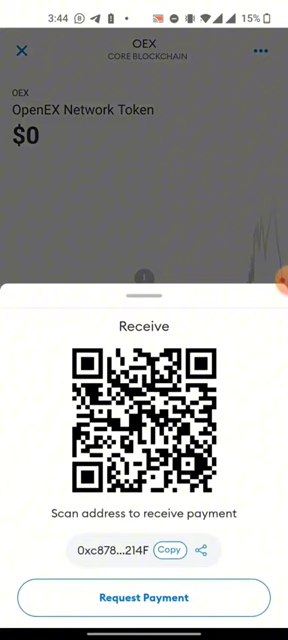 3:44
15%
OEX
CORE BLOCKCHAIN
OEX
OpenEX Network Token
$0
Receive
Scan address to receive payment
0xc878...214F Copy
Request Payment